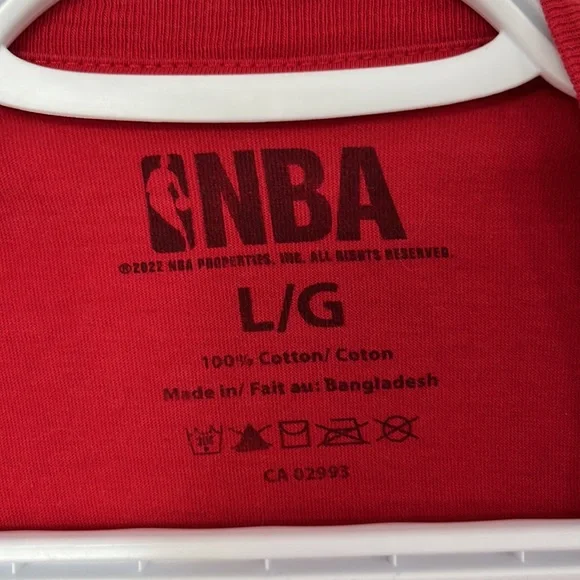 NBA
©2022 NBA PROPERTIES, INC. ALL RIGHTS RESERVED.
L/G
100% Cotton/ Coton
Made in/ Fait au: Bangladesh
CA 02993